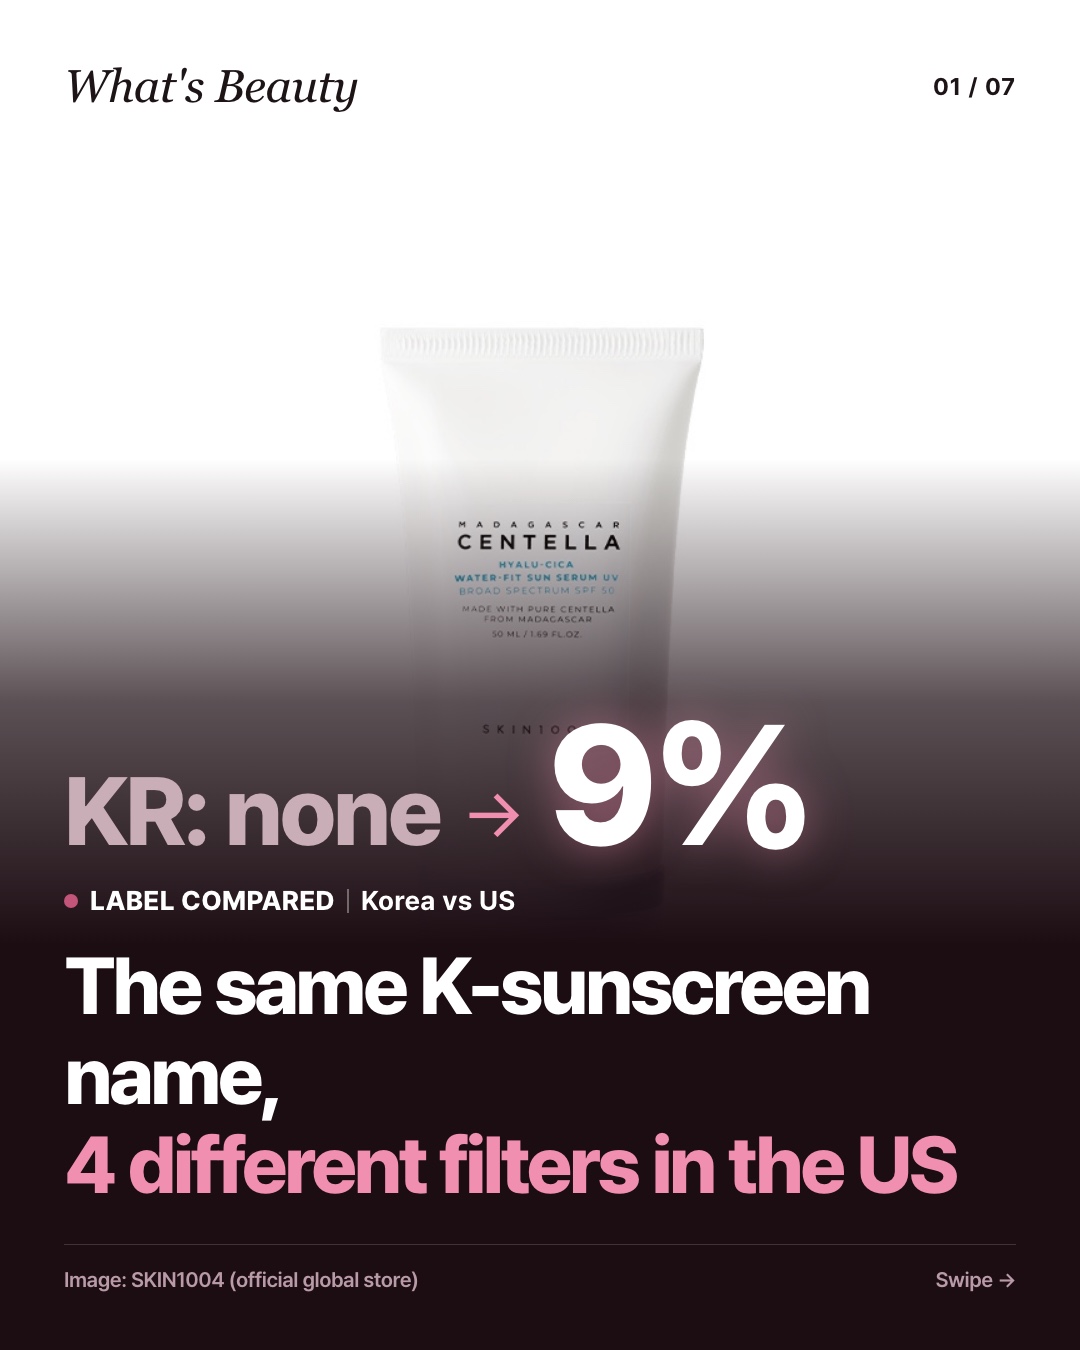 What's Beauty
01 / 07
MADAGASCAR
CENTELLA
HYALU-CICA
WATER-FIT SUN SERUM UV
BROAD SPECTRUM SPF 50
MADE WITH PURE CENTELLA
FROM MADAGASCAR
50 ML / 1.69 FL.OZ.
SKIN100
KR: none → 9%
LABEL COMPARED | Korea vs US
The same K-sunscreen
name,
4 different filters in the US
Image: SKIN1004 (official global store)
Swipe →